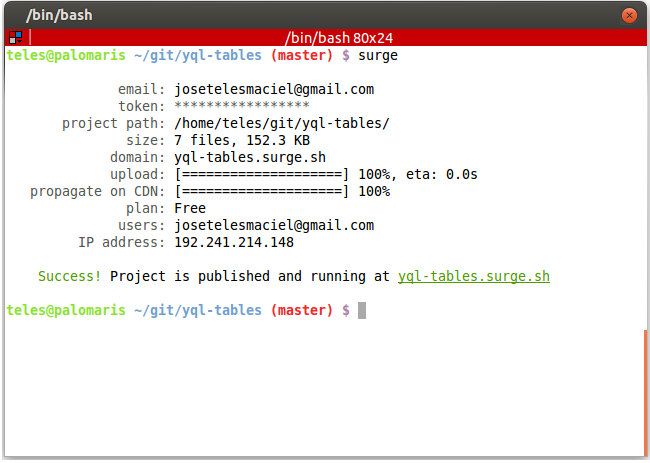 /bin/bash
/bin/bash 80x24
teles@palomaris ~/git/yql-tables (master) $ surge
email: josetelesmaciel@gmail.com
token: *****************
project path: /home/teles/git/yql-tables/
size: 7 files, 152.3 KB
domain: yql-tables.surge.sh
upload: [====================] 100%, eta: 0.0s
propagate on CDN: [====================] 100%
plan: Free
users: josetelesmaciel@gmail.com
IP address: 192.241.214.148
Success! Project is published and running at yql-tables.surge.sh
teles@palomaris ~/git/yql-tables (master) $